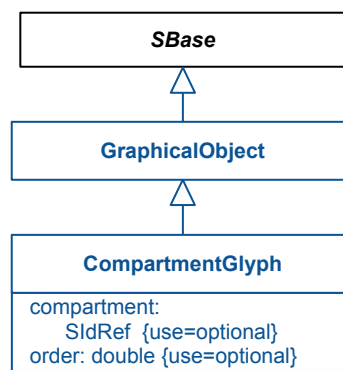 SBase
GraphicalObject
CompartmentGlyph
compartment:
SIdRef {use=optional}
order: double {use=optional}